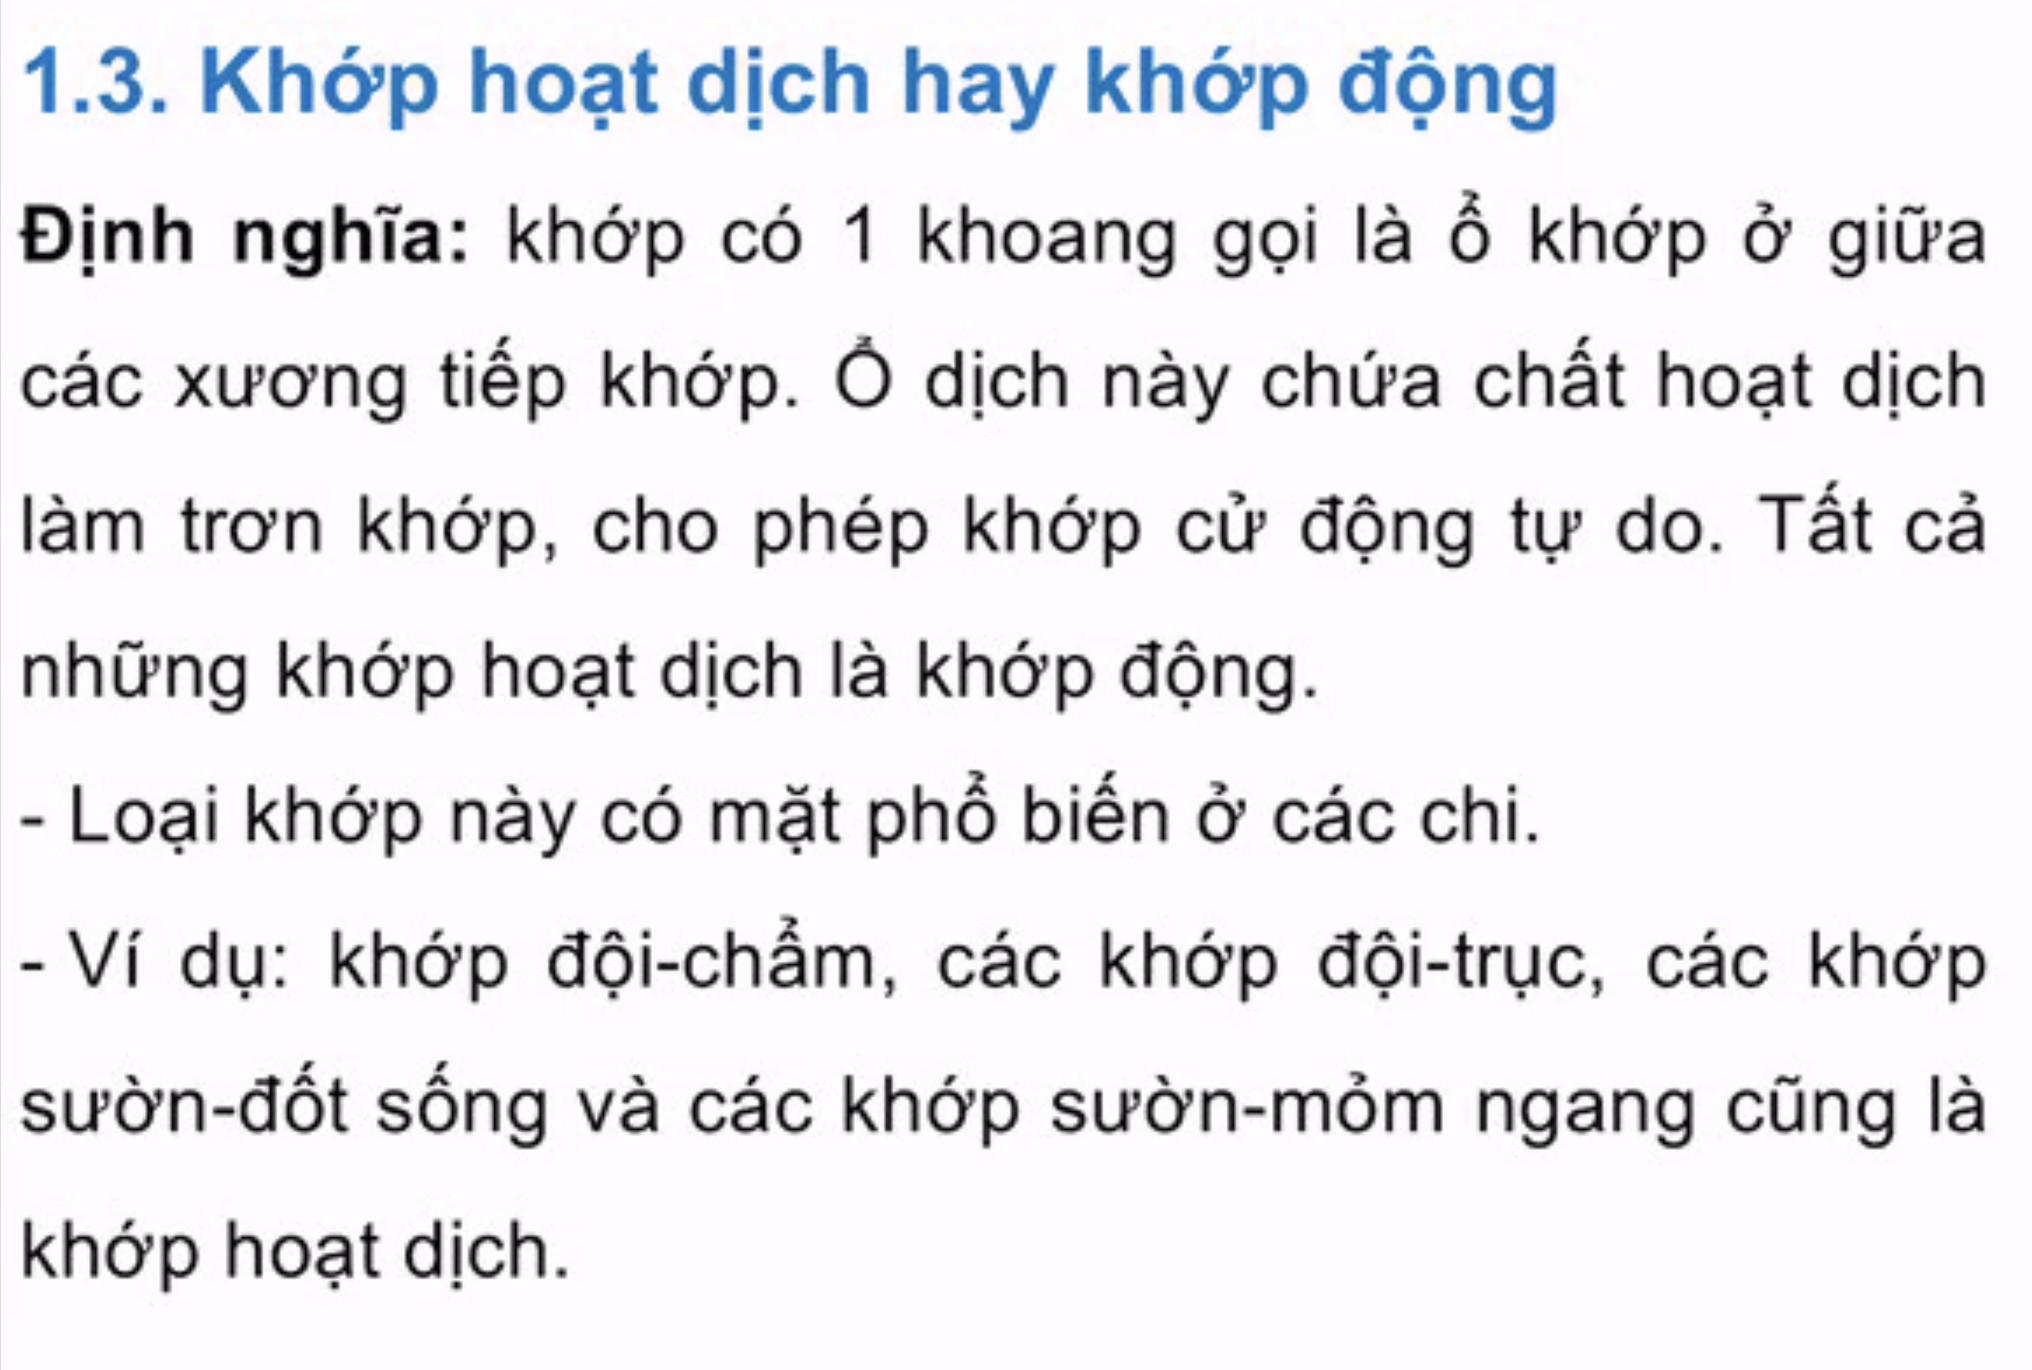 1.3. Khớp hoạt dịch hay khớp động
Định nghĩa: khớp có 1 khoang gọi là ổ khớp ở giữa
các xương tiếp khớp. Ổ dịch này chứa chất hoạt dịch
làm trơn khớp, cho phép khớp cử động tự do. Tất cả
những khớp hoạt dịch là khớp động.
- Loại khớp này có mặt phổ biến ở các chi.
- Ví dụ: khớp đội-chẩm, các khớp đội-trục, các khớp
sườn-đốt sống và các khớp sườn-mỏm ngang cũng là
khớp hoạt dịch.